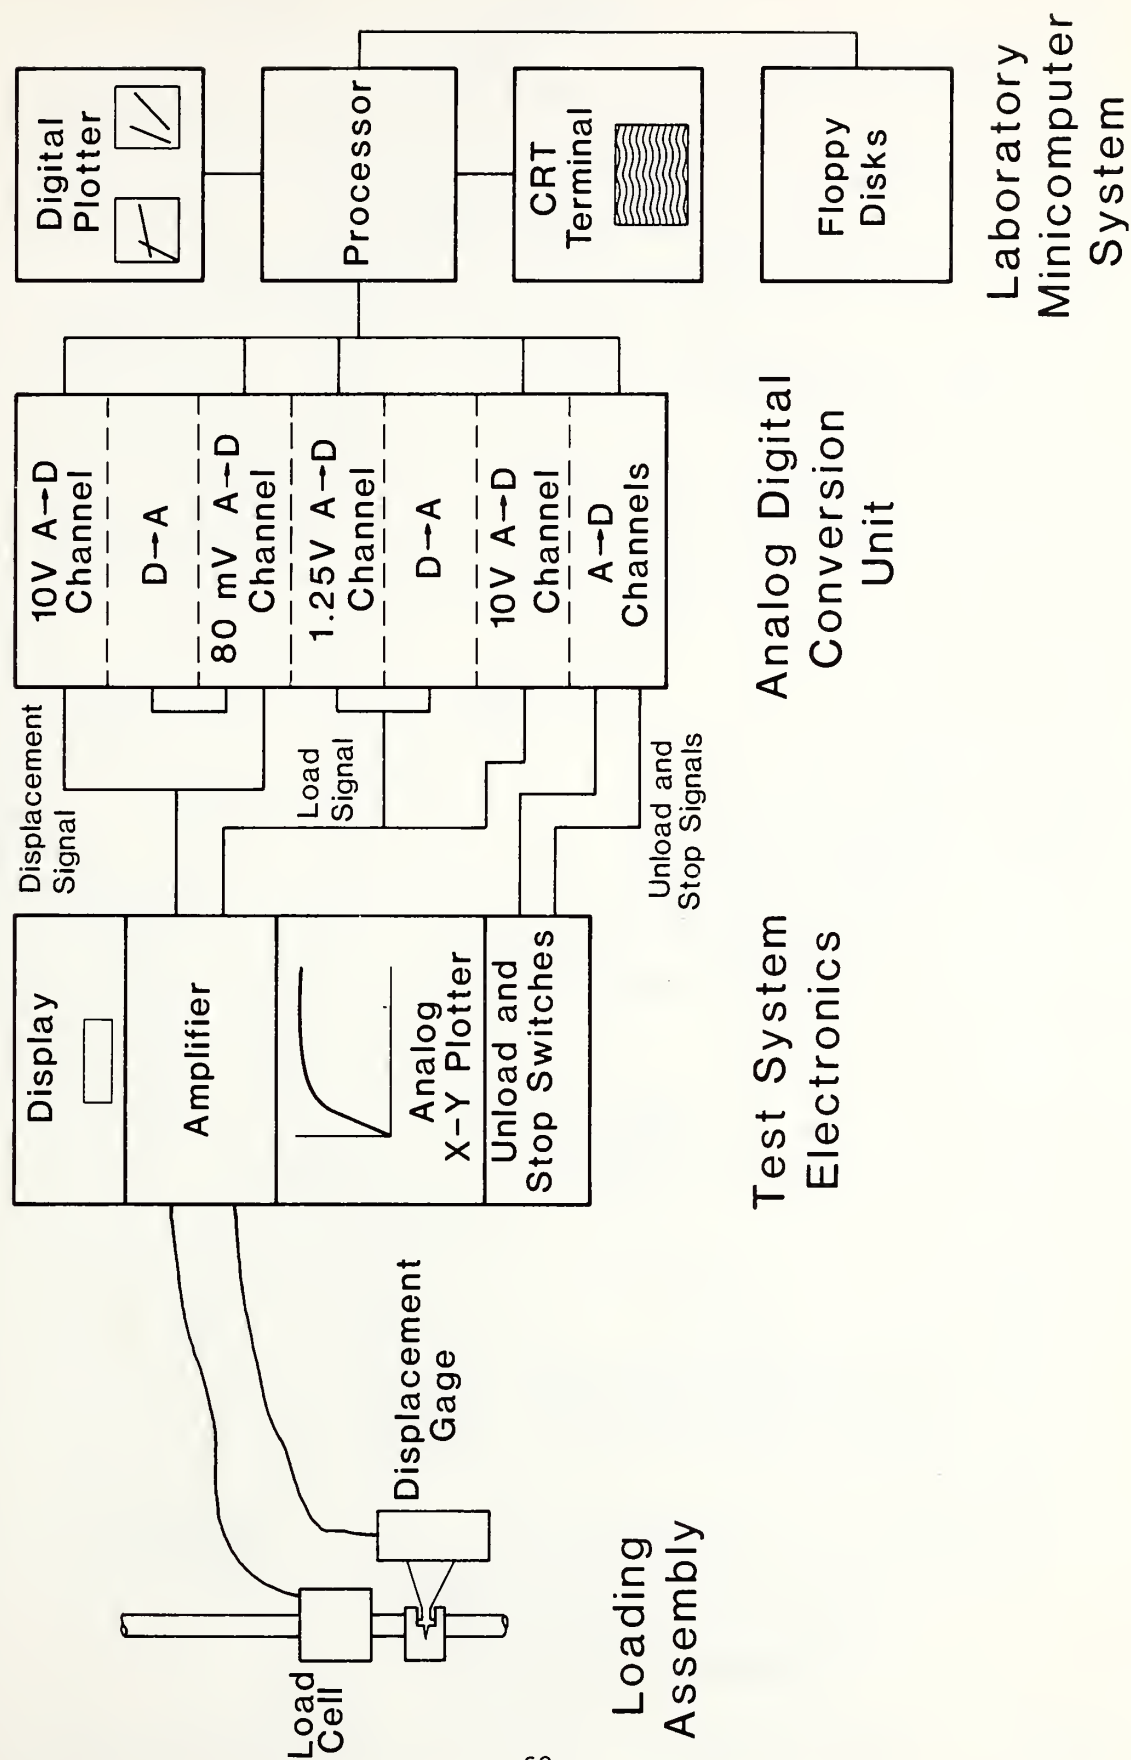 Load
Cell
Displacement
Gage
Loading
Assembly
Display
Amplifier
Analog
X-Y Plotter
Unload and
Stop Switches
Test System
Electronics
Displacement
Signal
Load
Signal
Unload and
Stop Signals
10V A→D
Channel
D→A
80 mV A→D
Channel
1.25V A→D
Channel
D→A
10V A→D
Channel
A→D
Channels
Analog Digital
Conversion
Unit
Digital
Plotter
Processor
CRT
Terminal
Floppy
Disks
Laboratory
Minicomputer
System